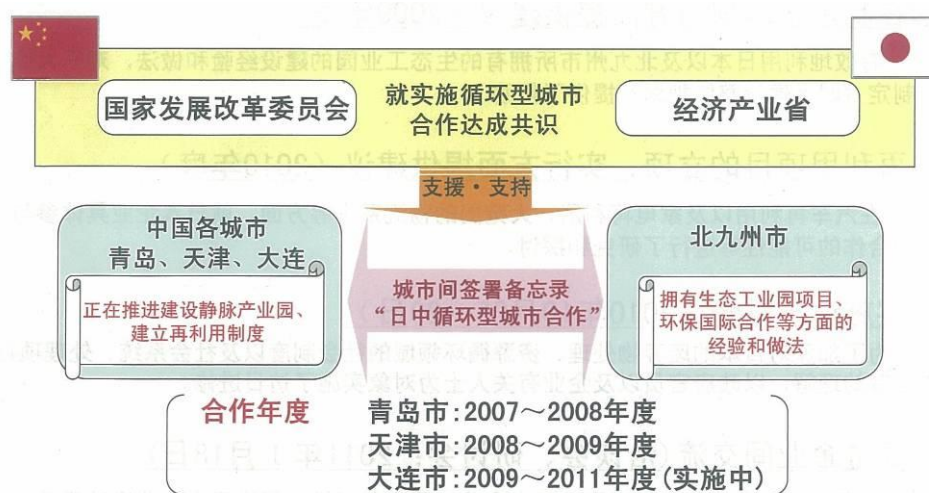 国家发展改革委员会
就实施循环型城市
合作达成共识
经济产业省
支援・支持
中国各城市
青岛、天津、大连
正在推进建设静脉产业园、
建立再利用制度
城市间签署备忘录
“日中循环型城市合作”
北九州市
拥有生态工业园项目、
环保国际合作等方面的
经验和做法
合作年度
青岛市:2007～2008年度
天津市:2008～2009年度
大连市:2009～2011年度(实施中)